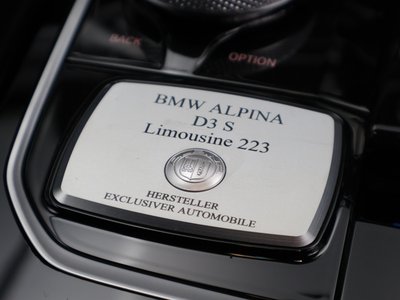 BACK
OPTION
BMW ALPINA
D3 S
Limousine 223
HERSTELLER
EXCLUSIVER AUTOMOBILE